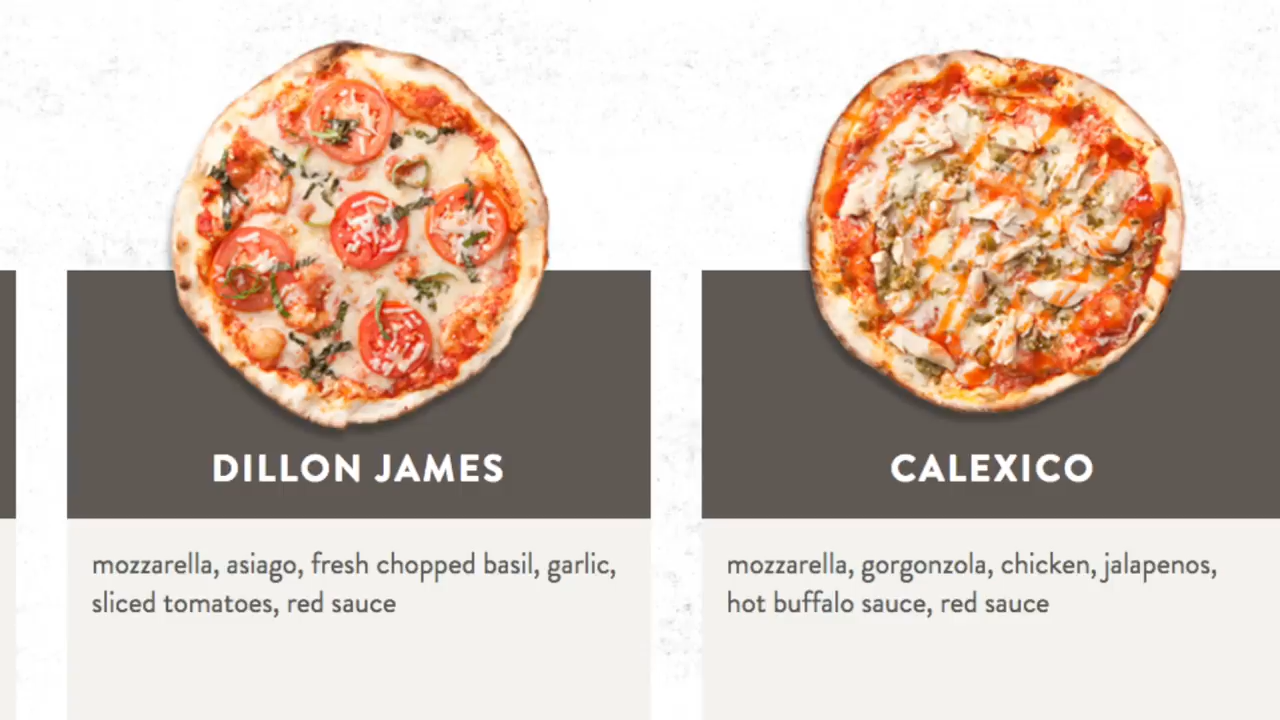 DILLON JAMES
mozzarella, asiago, fresh chopped basil, garlic,
sliced tomatoes, red sauce
CALEXICO
mozzarella, gorgonzola, chicken, jalapenos,
hot buffalo sauce, red sauce